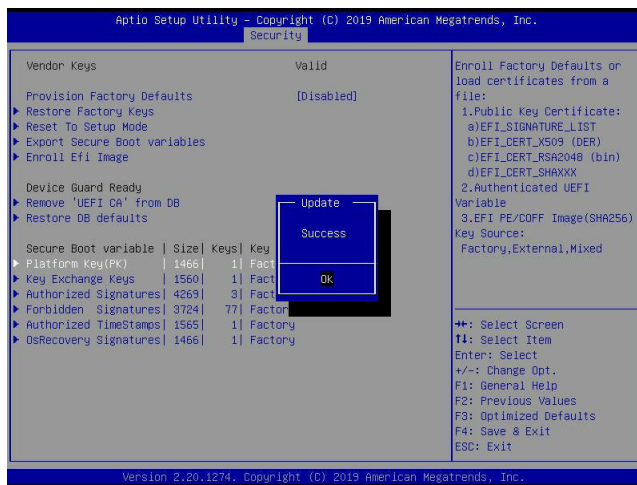 Aptio Setup Utility – Copyright (C) 2019 American Megatrends, Inc.
Security
Vendor Keys Valid
Provision Factory Defaults [Disabled]
Restore Factory Keys
Reset To Setup Mode
Export Secure Boot variables
Enroll Efi Image
Device Guard Ready
Remove 'UEFI CA' from DB
Restore DB defaults
Secure Boot variable | Size| Keys| Key
Platform Key(PK) | 1466| 1| Fact
Key Exchange Keys | 1560| 1| Fact
Authorized Signatures| 4269| 3| Fact
Forbidden Signatures| 3724| 77| Factor
Authorized TimeStamps| 1565| 1| Factory
OsRecovery Signatures| 1466| 1| Factory
Update
Success
Ok
Enroll Factory Defaults or
load certificates from a
file:
1.Public Key Certificate:
a)EFI_SIGNATURE_LIST
b)EFI_CERT_X509 (DER)
c)EFI_CERT_RSA2048 (bin)
d)EFI_CERT_SHAXXX
2.Authenticated UEFI
Variable
3.EFI PE/COFF Image(SHA256)
Key Source:
Factory,External,Mixed
→←: Select Screen
↑↓: Select Item
Enter: Select
+/-: Change Opt.
F1: General Help
F2: Previous Values
F3: Optimized Defaults
F4: Save & Exit
ESC: Exit
Version 2.20.1274. Copyright (C) 2019 American Megatrends, Inc.